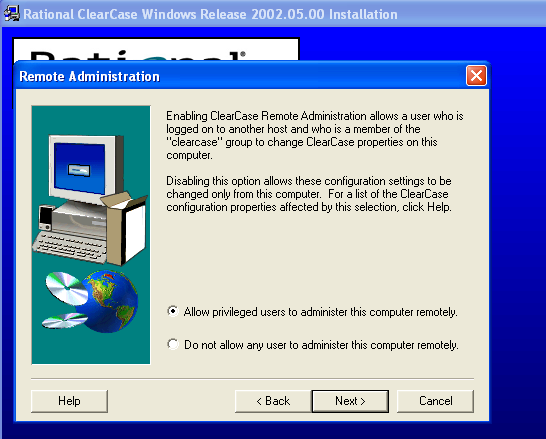 Rational ClearCase Windows Release 2002.05.00 Installation
Remote Administration
Enabling ClearCase Remote Administration allows a user who is
logged on to another host and who is a member of the
"clearcase" group to change ClearCase properties on this
computer.
Disabling this option allows these configuration settings to be
changed only from this computer.  For a list of the ClearCase
configuration properties affected by this selection, click Help.
Allow privileged users to administer this computer remotely.
Do not allow any user to administer this computer remotely.
Help
< Back
Next >
Cancel